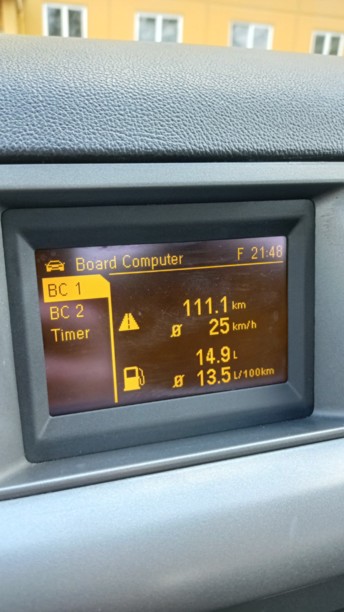 Board Computer F 21:48
BC 1
BC 2
Timer
111.1 km
Ø 25 km/h
14.9 L
Ø 13.5 L/100km